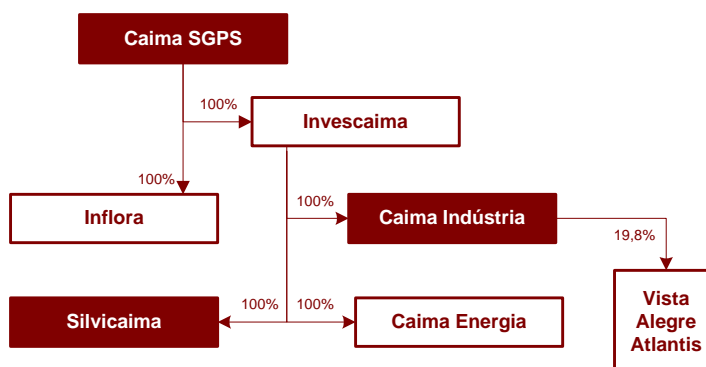 Caima SGPS
100%
Invescaima
100%
Inflora
100%
Caima Indústria
19,8%
Vista
Alegre
Atlantis
Silvicaima
100%
100%
Caima Energia